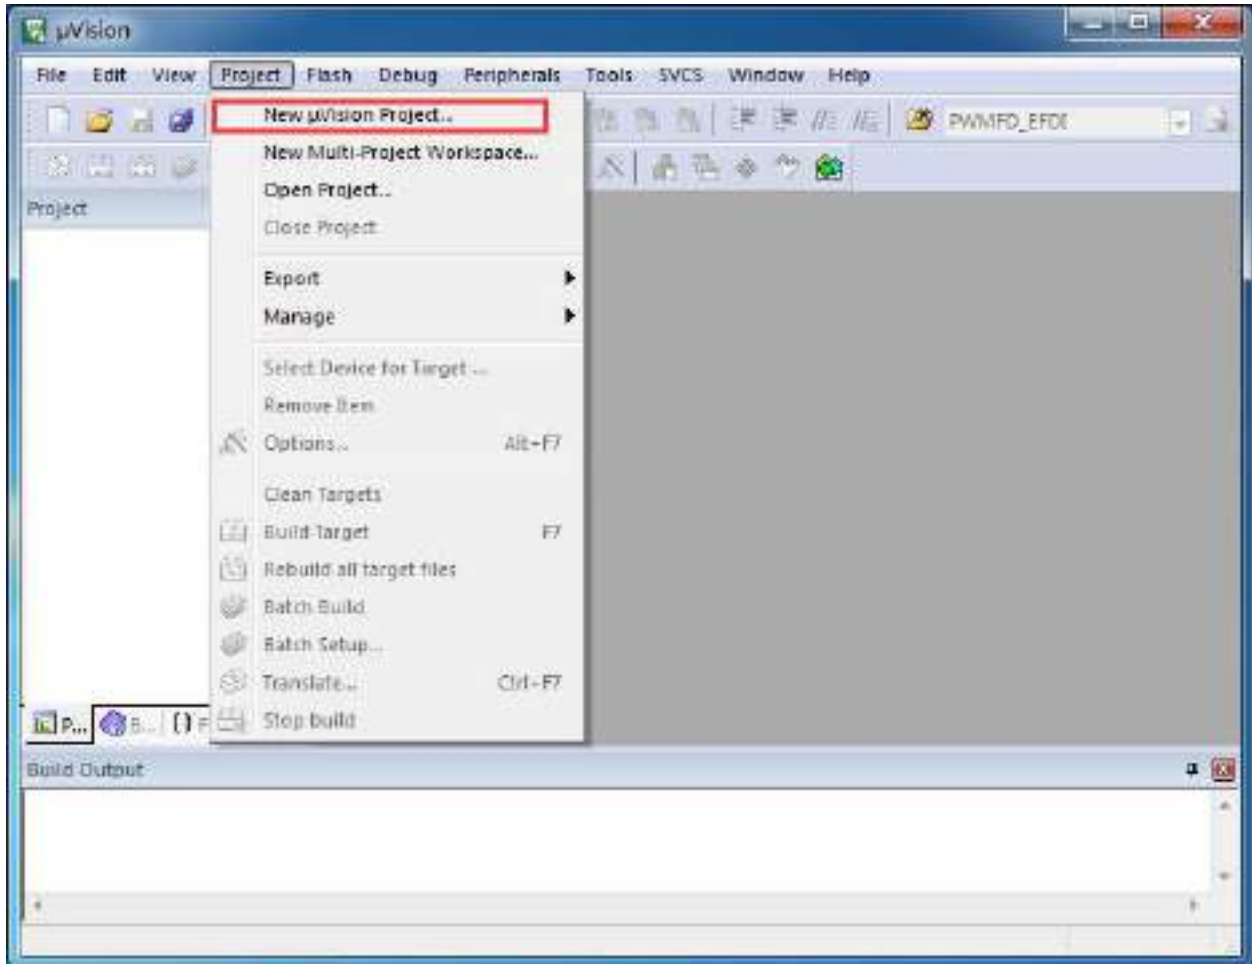 µVision
File Edit View Project Flash Debug Peripherals Tools SVCS Window Help
New µVision Project...
PWMFD_EFDI
New Multi-Project Workspace...
Open Project...
Project
Close Project
Export
Manage
Select Device for Target ...
Remove Item
Options... Alt+F7
Clean Targets
Build Target F7
Rebuild all target files
Batch Build
Batch Setup...
Translate... Ctrl+F7
P... B... {} F
Stop build
Build Output